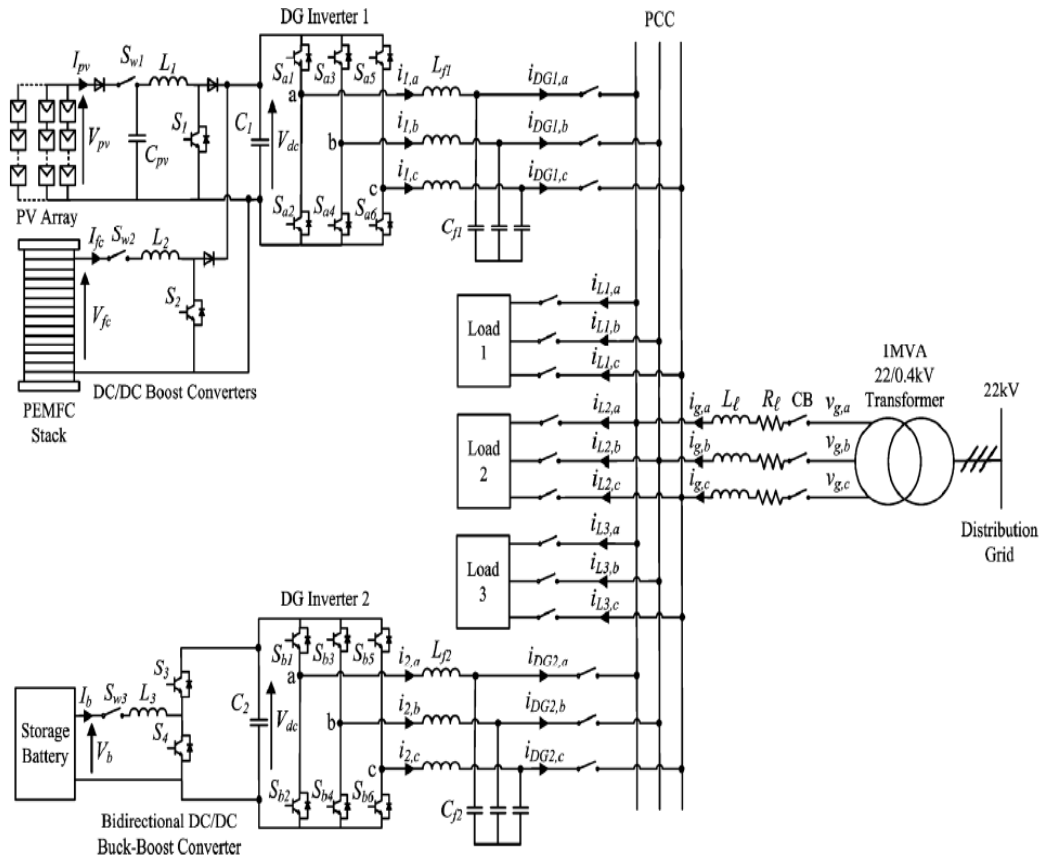 DG Inverter 1
PCC
I_pv
S_w1
L_1
S_a1
S_a3
S_a5
i_1,a
L_f1
i_DG1,a
a
V_pv
C_pv
S_1
C_1
V_dc
b
i_1,b
i_DG1,b
c
i_1,c
i_DG1,c
PV Array
S_a2
S_a4
S_a6
C_f1
I_fc
S_w2
L_2
S_2
V_fc
DC/DC Boost Converters
PEMFC
Stack
Load
1
i_L1,a
i_L1,b
i_L1,c
Load
2
i_L2,a
i_L2,b
i_L2,c
i_g,a
i_g,b
i_g,c
L_ℓ
R_ℓ
CB
v_g,a
v_g,b
v_g,c
1MVA
22/0.4kV
Transformer
22kV
Distribution
Grid
Load
3
i_L3,a
i_L3,b
i_L3,c
DG Inverter 2
S_b1
S_b3
S_b5
i_2,a
L_f2
i_DG2,a
a
Storage
Battery
I_b
S_w3
L_3
V_b
S_3
S_4
C_2
V_dc
b
i_2,b
i_DG2,b
c
i_2,c
i_DG2,c
S_b2
S_b4
S_b6
C_f2
Bidirectional DC/DC
Buck-Boost Converter